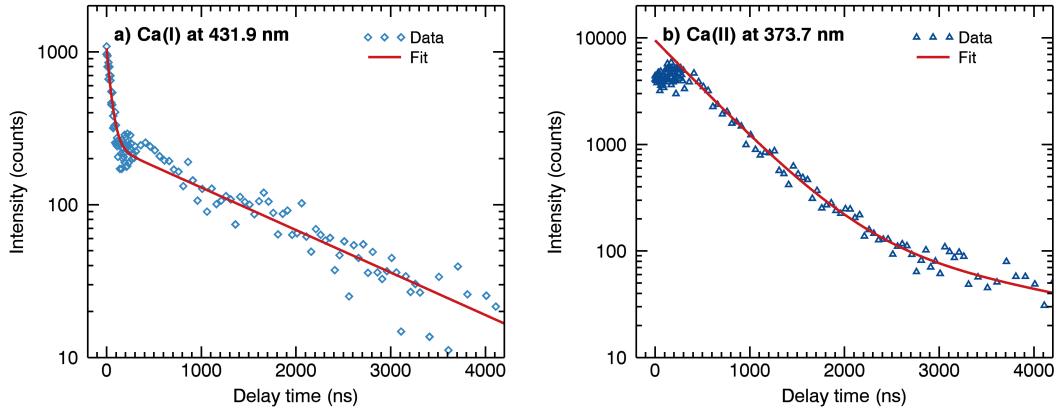 a) Ca(I) at 431.9 nm
Data
Fit
Intensity (counts)
1000
100
10
0 1000 2000 3000 4000
Delay time (ns)
b) Ca(II) at 373.7 nm
Data
Fit
Intensity (counts)
10000
1000
100
10
0 1000 2000 3000 4000
Delay time (ns)